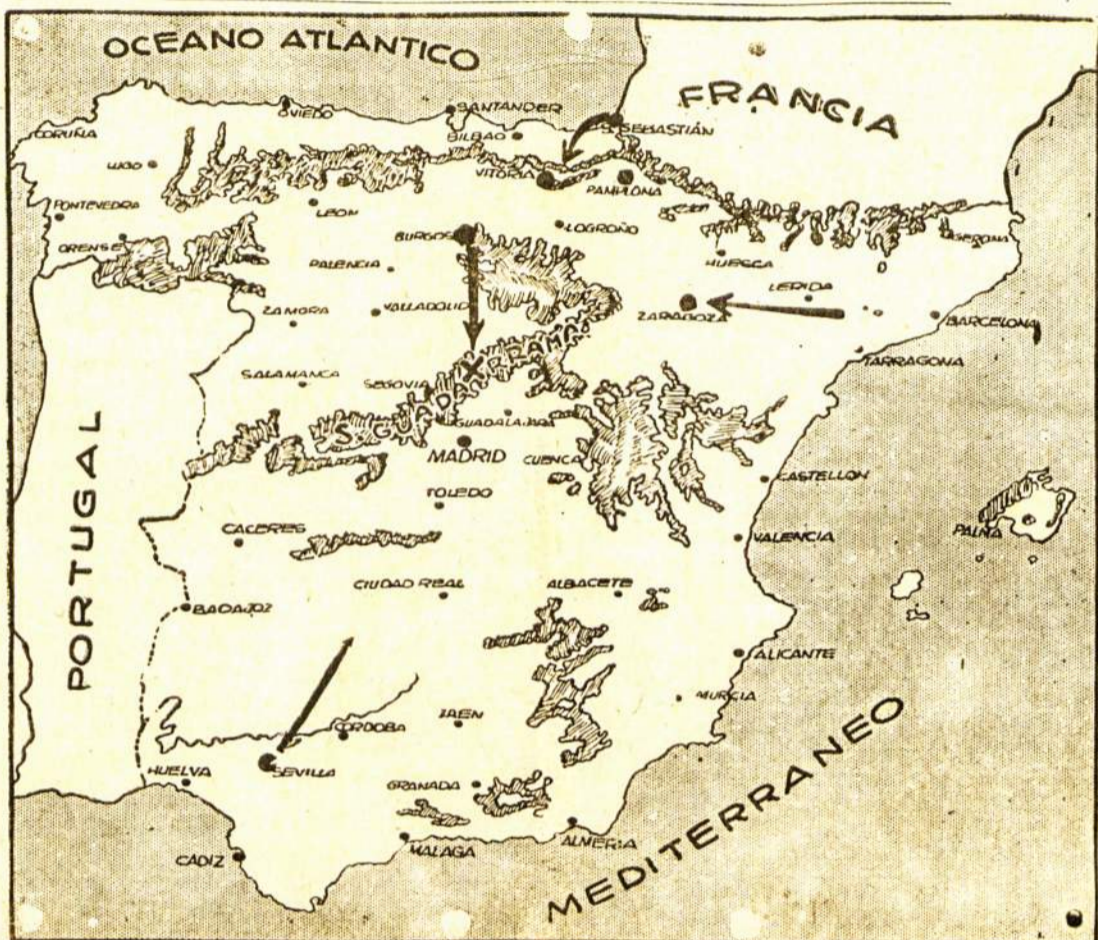 OCEANO ATLANTICO
FRANCIA
CORUÑA
OVIEDO
SANTANDER
BILBAO
S. SEBASTIÁN
LUGO
VITORIA
PAMPLONA
PONTEVEDRA
LEON
ORENSE
BURGOS
LOGROÑO
GERONA
HUESCA
PALENCIA
LERIDA
ZAMORA
VALLADOLID
ZARAGOZA
BARCELONA
TARRAGONA
SALAMANCA
SEGOVIA
S. GUADARRAMA
X
GUADALAJARA
MADRID
CUENCA
CASTELLON
TOLEDO
PALMA
CACERES
VALENCIA
PORTUGAL
CIUDAD REAL
ALBACETE
BADAJOZ
ALICANTE
MURCIA
CORDOBA
JAEN
HUELVA
SEVILLA
GRANADA
MEDITERRANEO
CADIZ
MALAGA
ALMERIA